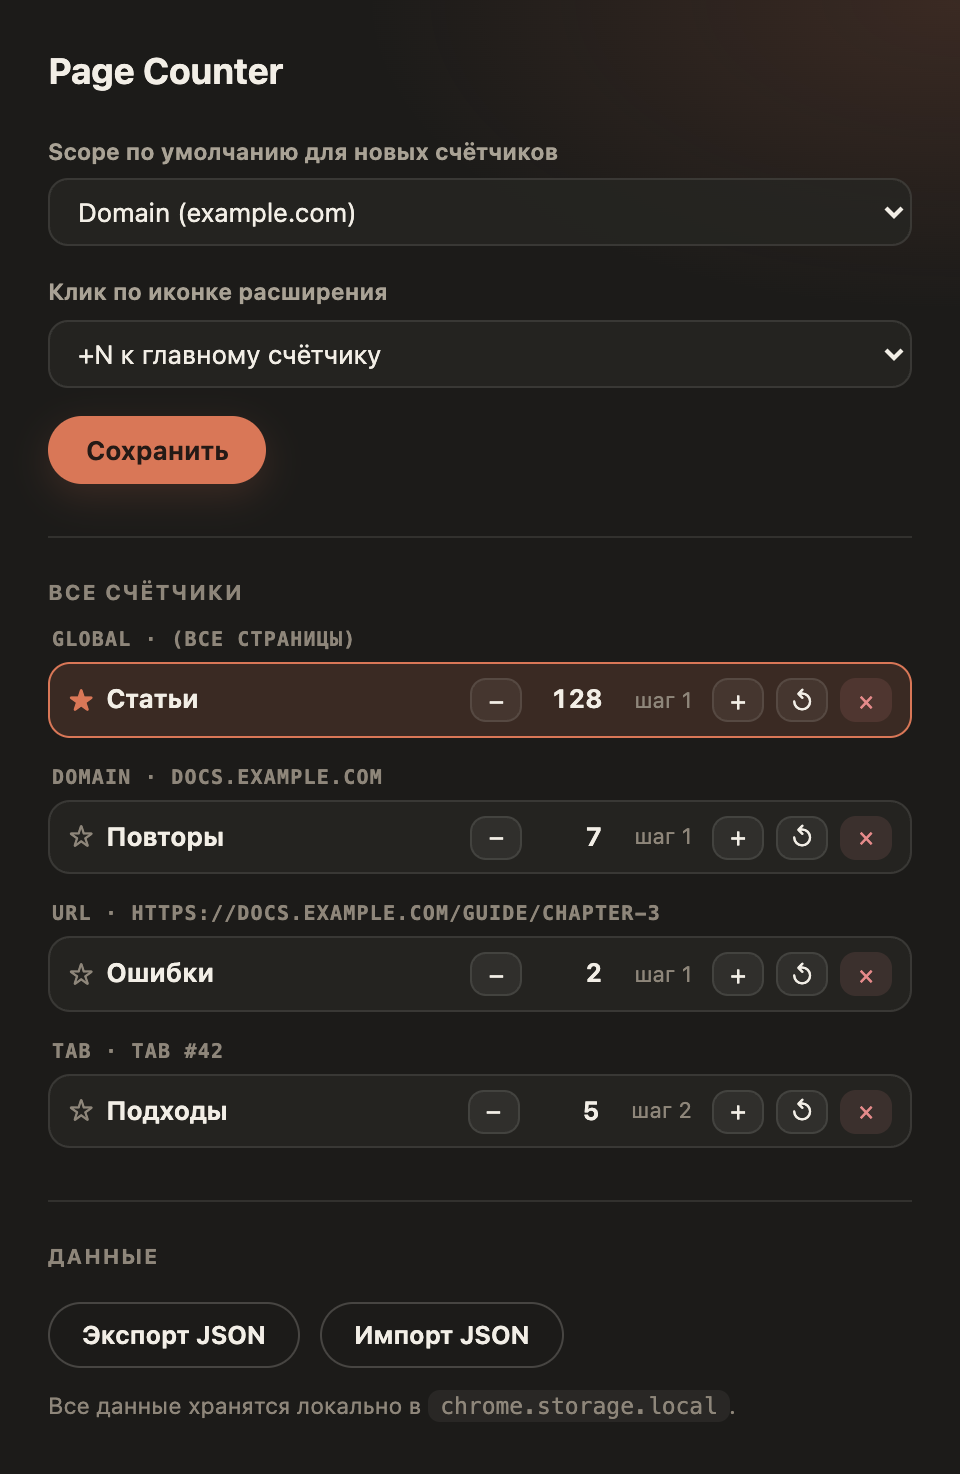 Page Counter
Scope по умолчанию для новых счётчиков
Domain (example.com)
Клик по иконке расширения
+N к главному счётчику
Сохранить
ВСЕ СЧЁТЧИКИ
GLOBAL · (ВСЕ СТРАНИЦЫ)
★ Статьи − 128 шаг 1 + ↺ ×
DOMAIN · DOCS.EXAMPLE.COM
☆ Повторы − 7 шаг 1 + ↺ ×
URL · HTTPS://DOCS.EXAMPLE.COM/GUIDE/CHAPTER-3
☆ Ошибки − 2 шаг 1 + ↺ ×
TAB · TAB #42
☆ Подходы − 5 шаг 2 + ↺ ×
ДАННЫЕ
Экспорт JSON Импорт JSON
Все данные хранятся локально в chrome.storage.local.